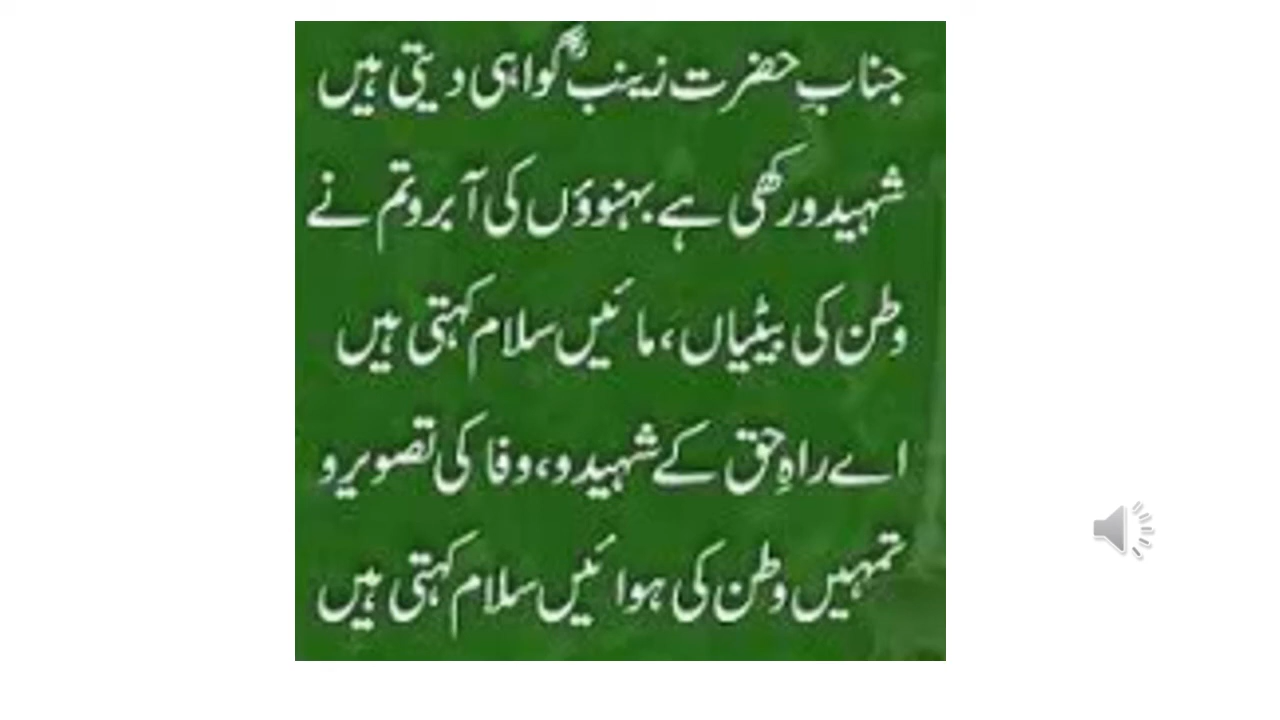 جنابِ حضرت زینبؓ گواہی دیتی ہیں
شہیدو رکھی ہے بہنوؤں کی آبرو تم نے
وطن کی بیٹیاں، مائیں سلام کہتی ہیں
اے راہِ حق کے شہیدو، وفا کی تصویرو
تمہیں وطن کی ہوائیں سلام کہتی ہیں